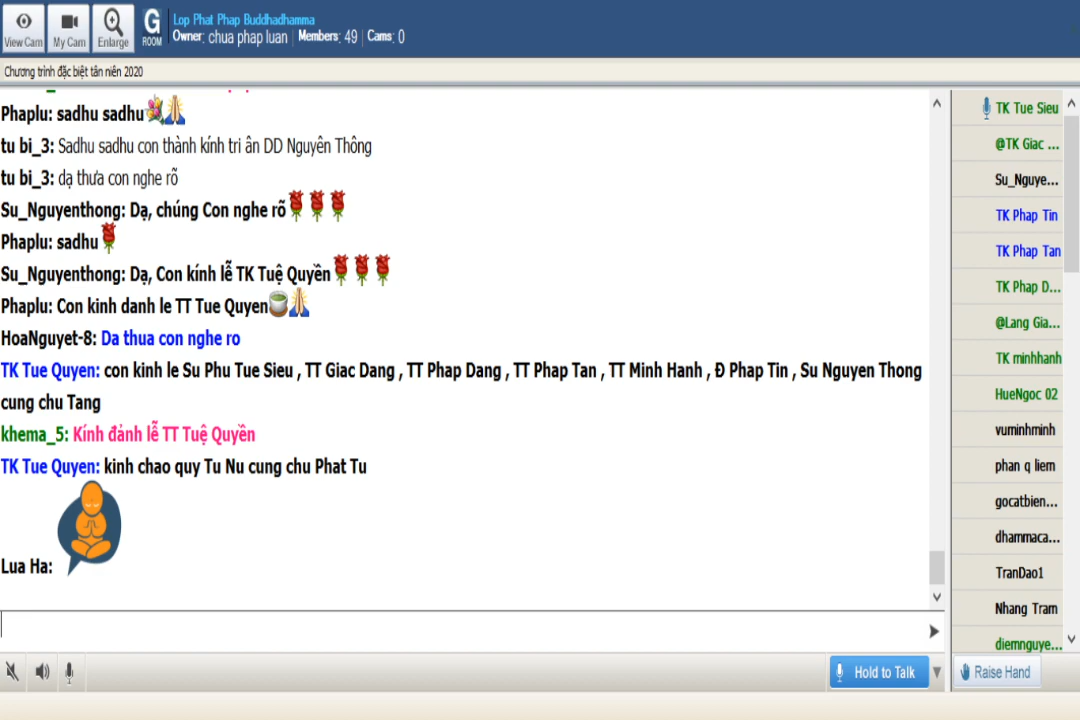 View Cam
My Cam
Enlarge
G
ROOM
Lop Phat Phap Buddhadhamma
Owner: chua phap luan | Members: 49 | Cams: 0
Chương trình đặc biệt tân niên 2020
Phaplu: sadhu sadhu
tu bi_3: Sadhu sadhu con thành kính tri ân DD Nguyên Thông
tu bi_3: dạ thưa con nghe rõ
Su_Nguyenthong: Dạ, chúng Con nghe rõ
Phaplu: sadhu
Su_Nguyenthong: Dạ, Con kính lễ TK Tuệ Quyền
Phaplu: Con kinh danh le TT Tue Quyen
HoaNguyet-8: Da thua con nghe ro
TK Tue Quyen: con kinh le Su Phu Tue Sieu , TT Giac Dang , TT Phap Dang , TT Phap Tan , TT Minh Hanh , Đ Phap Tin , Su Nguyen Thong
cung chu Tang
khema_5: Kính đảnh lễ TT Tuệ Quyền
TK Tue Quyen: kinh chao quy Tu Nu cung chu Phat Tu
Lua Ha:
TK Tue Sieu
@TK Giac ...
Su_Nguye...
TK Phap Tin
TK Phap Tan
TK Phap D...
@Lang Gia...
TK minhhanh
HueNgoc 02
vuminhminh
phan q liem
gocatbien...
dhammaca...
TranDao1
Nhang Tram
diemnguye...
Hold to Talk
Raise Hand